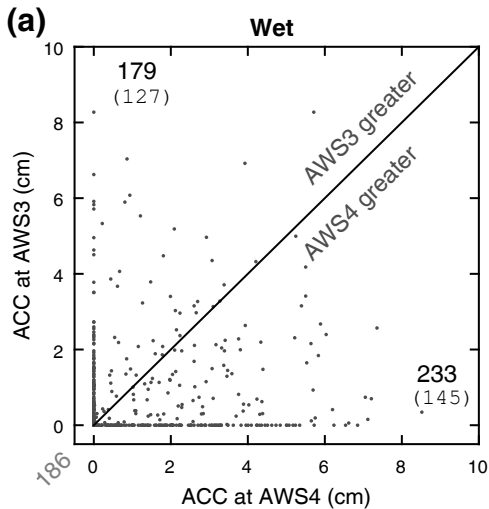 (a)
Wet
10
179
(127)
AWS3 greater
8
AWS4 greater
6
ACC at AWS3 (cm)
4
2
233
(145)
0
186
0 2 4 6 8 10
ACC at AWS4 (cm)